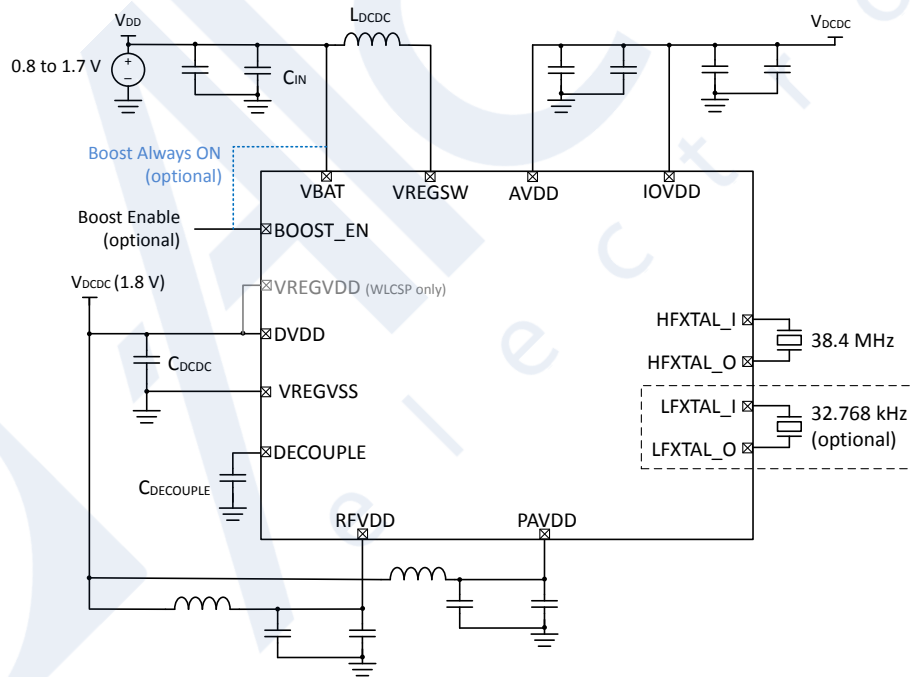 VDD
LDCDC
VDCDC
0.8 to 1.7 V
+
–
CIN
Boost Always ON
(optional)
VBAT
VREGSW
AVDD
IOVDD
Boost Enable
(optional)
BOOST_EN
VDCDC (1.8 V)
VREGVDD (WLCSP only)
DVDD
HFXTAL_I
38.4 MHz
HFXTAL_O
CDCDC
VREGVSS
LFXTAL_I
32.768 kHz
(optional)
LFXTAL_O
DECOUPLE
CDECOUPLE
RFVDD
PAVDD
e l e c t r o